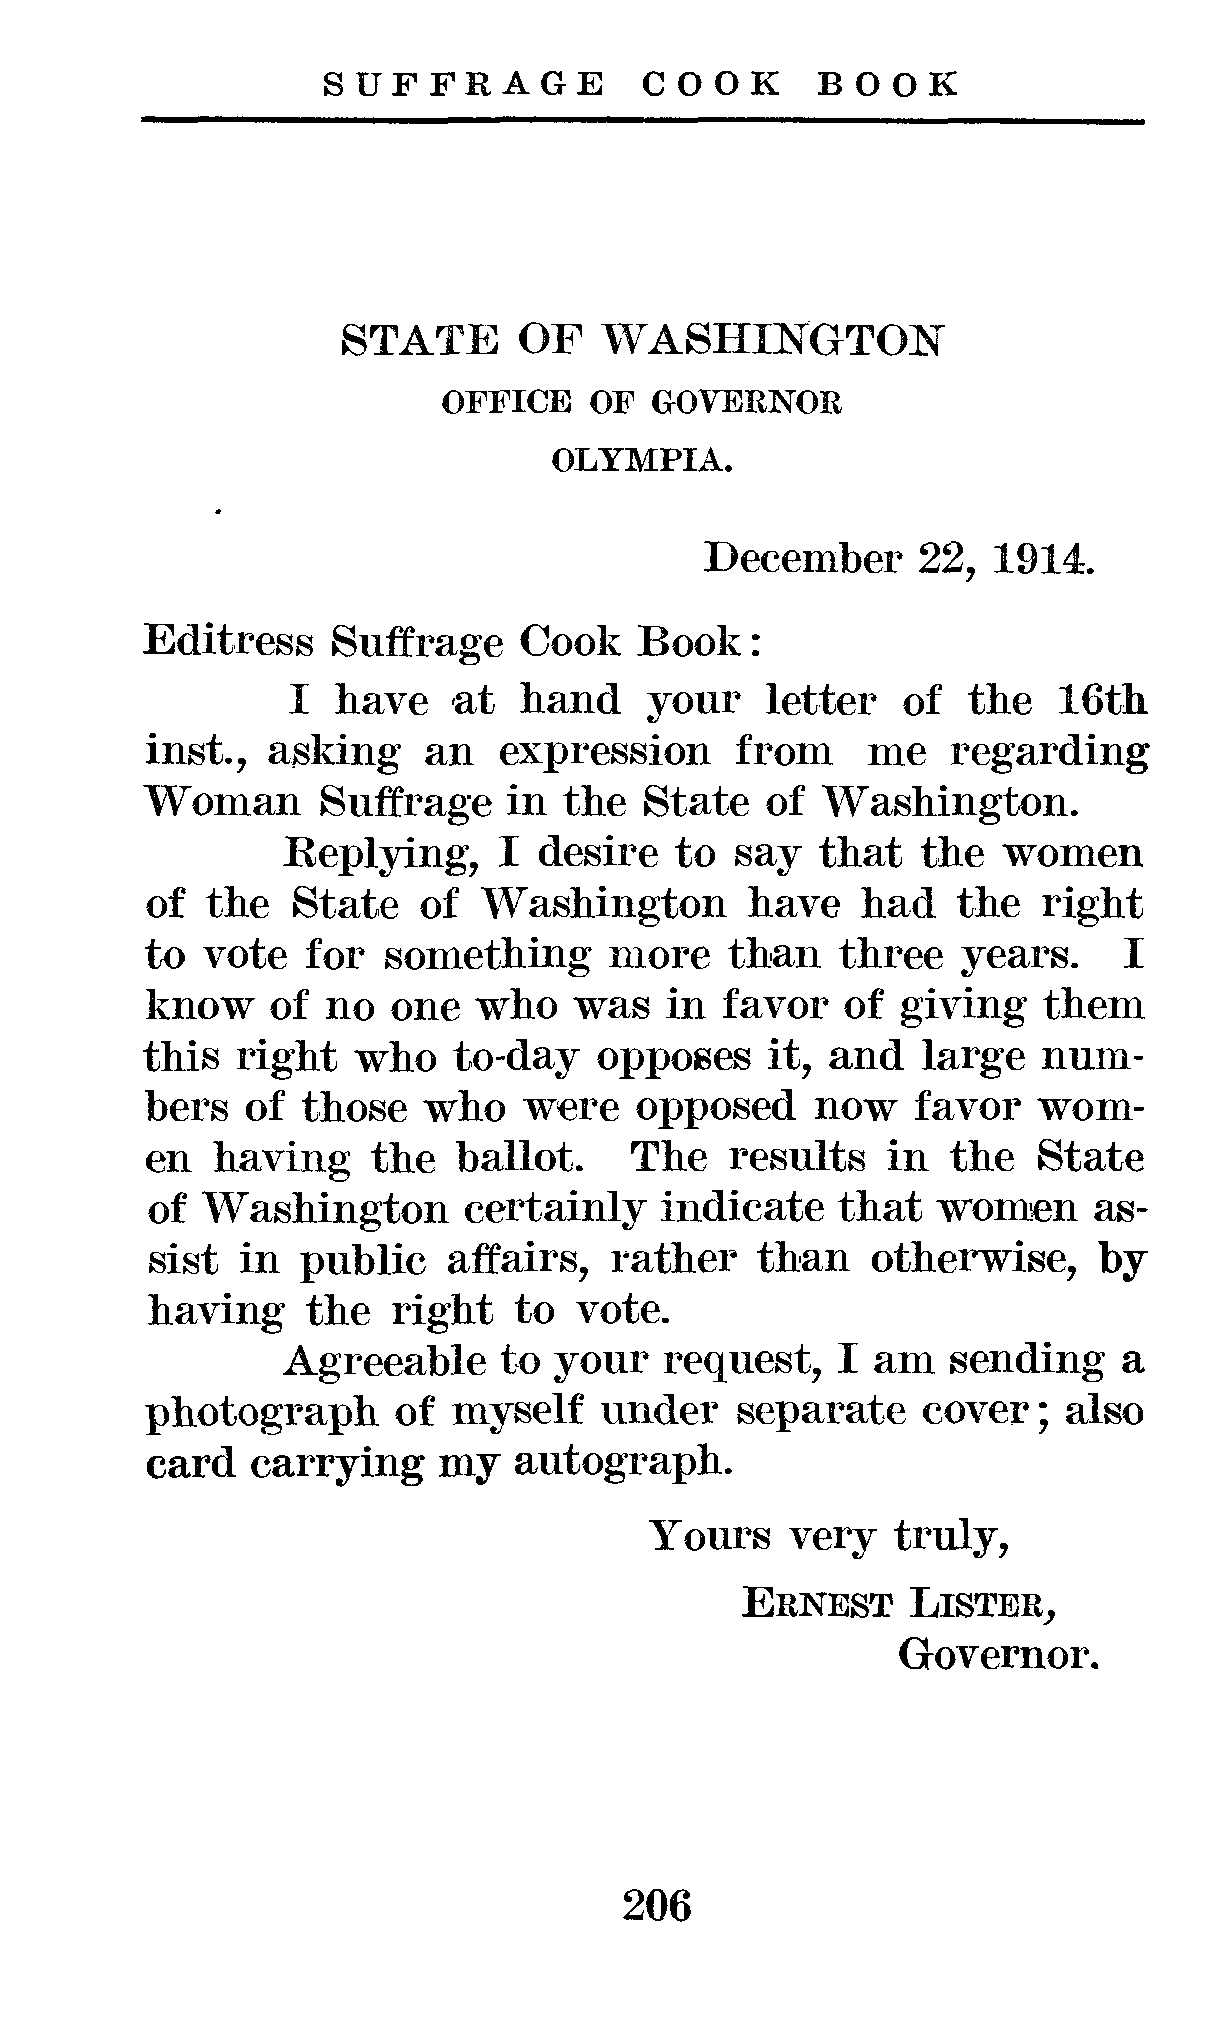 SUFFRAGE COOK BOOK
STATE OF WASHINGTON
OFFICE OF GOVERNOR
OLYMPIA.
December 22, 1914.
Editress Suffrage Cook Book:
I have at hand your letter of the 16th
inst., asking an expression from me regarding
Woman Suffrage in the State of Washington.
Replying, I desire to say that the women
of the State of Washington have had the right
to vote for something more than three years. I
know of no one who was in favor of giving them
this right who to-day opposes it, and large num-
bers of those who were opposed now favor wom-
en having the ballot. The results in the State
of Washington certainly indicate that women as-
sist in public affairs, rather than otherwise, by
having the right to vote.
Agreeable to your request, I am sending a
photograph of myself under separate cover; also
card carrying my autograph.
Yours very truly,
ERNEST LISTER,
Governor.
206